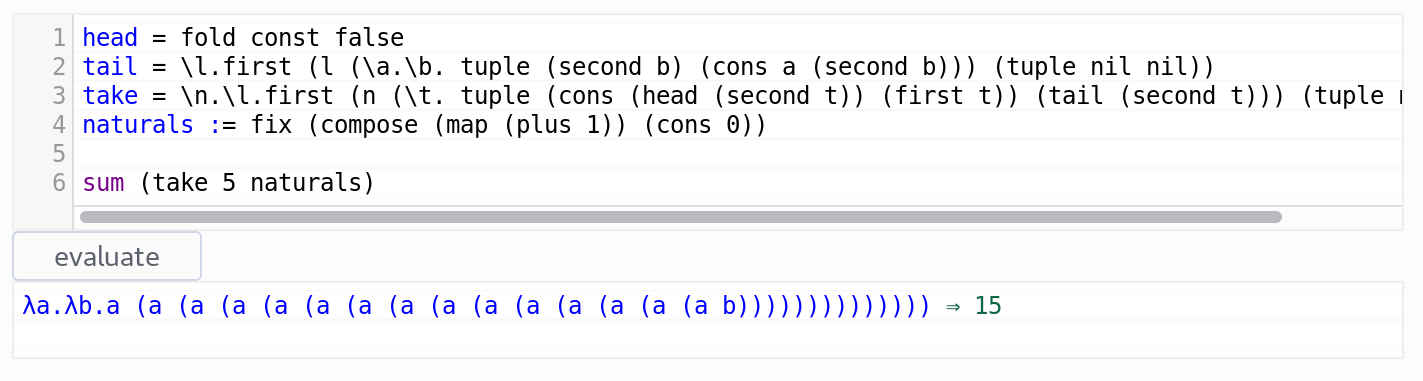 1 head = fold const false
2 tail = \l.first (l (\a.\b. tuple (second b) (cons a (second b))) (tuple nil nil))
3 take = \n.\l.first (n (\t. tuple (cons (head (second t)) (first t)) (tail (second t))) (tuple
4 naturals := fix (compose (map (plus 1)) (cons 0))
5
6 sum (take 5 naturals)
evaluate
λa.λb.a (a (a (a (a (a (a (a (a (a (a (a (a (a (a b)))))))))))))) ⇒ 15